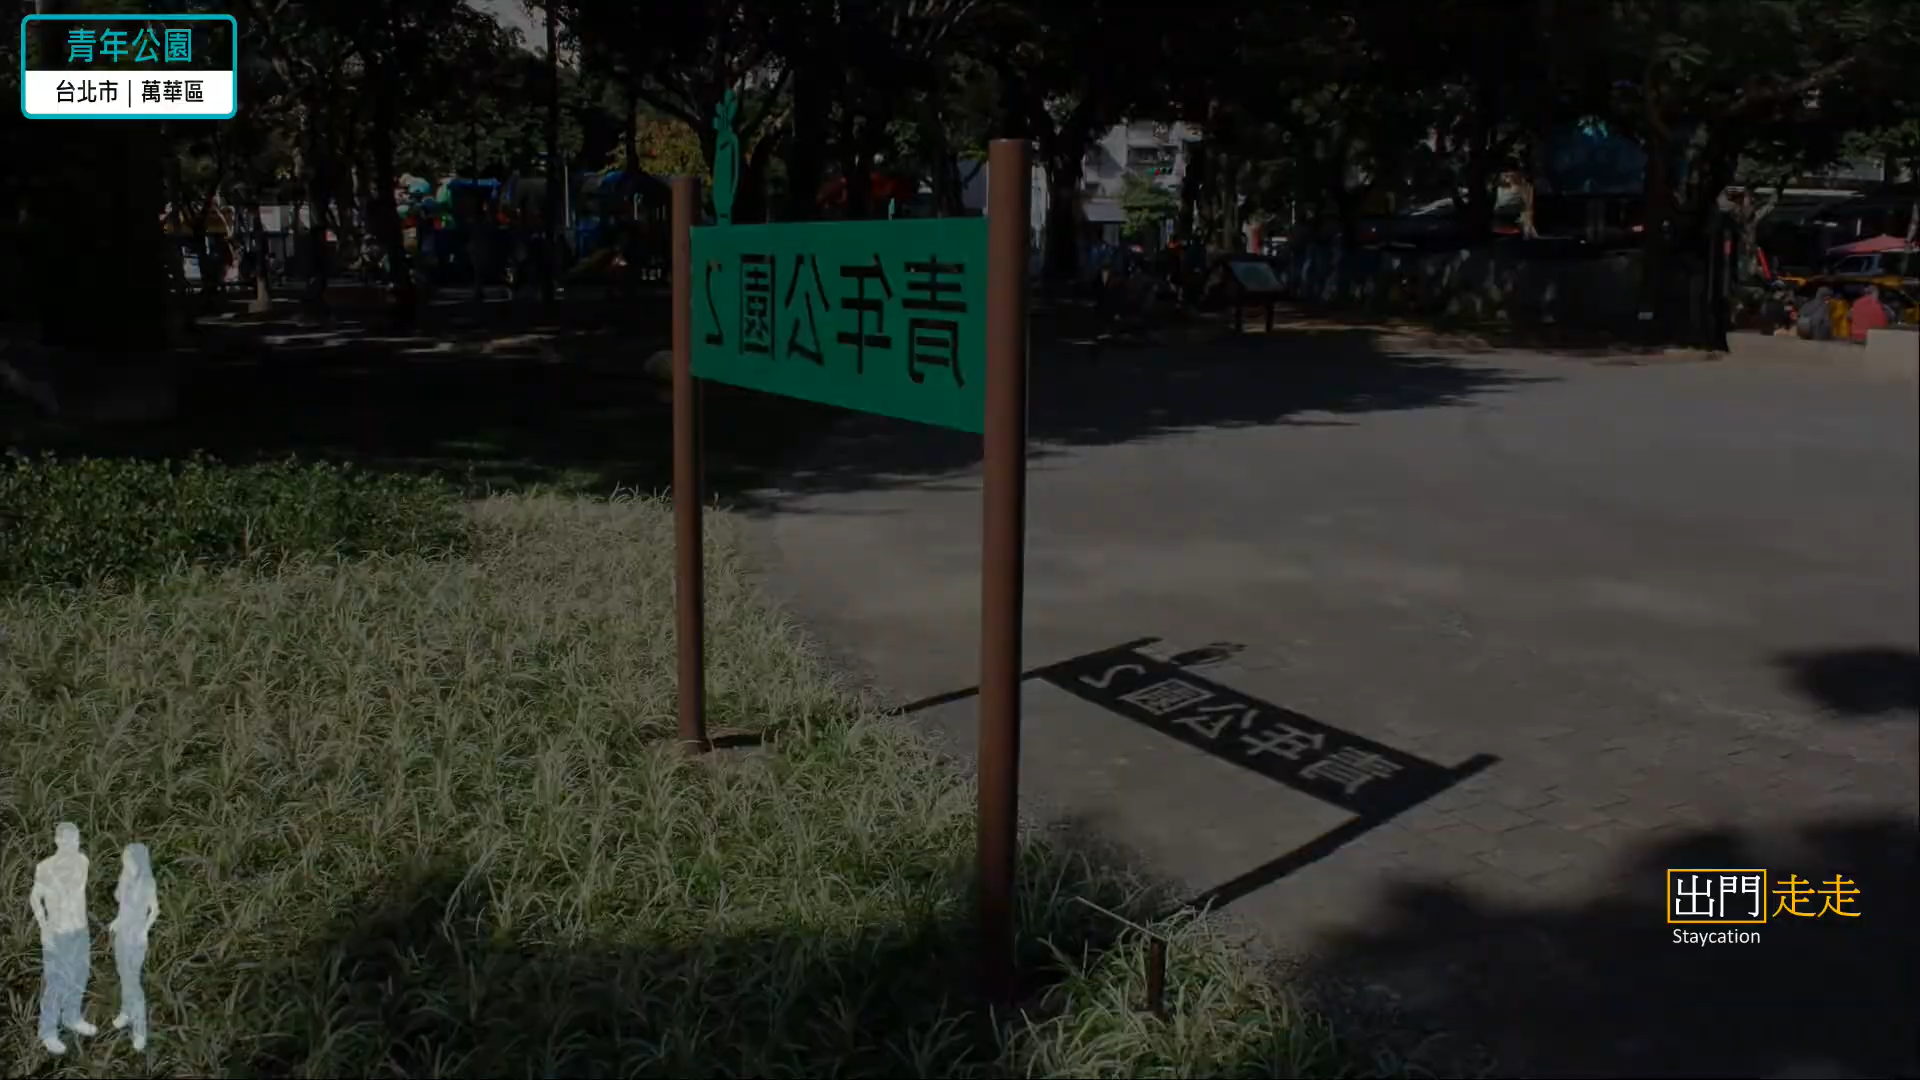 青年公園
台北市｜萬華區
青年公園 2
青年公園 2
出門走走
Staycation